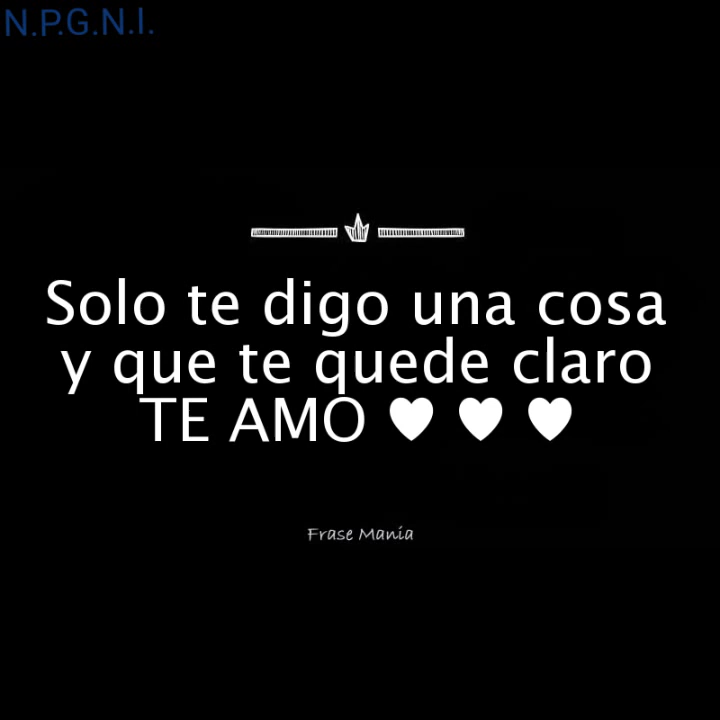 N.P.G.N.I.
Solo te digo una cosa
y que te quede claro
TE AMO ♥ ♥ ♥
Frase Mania